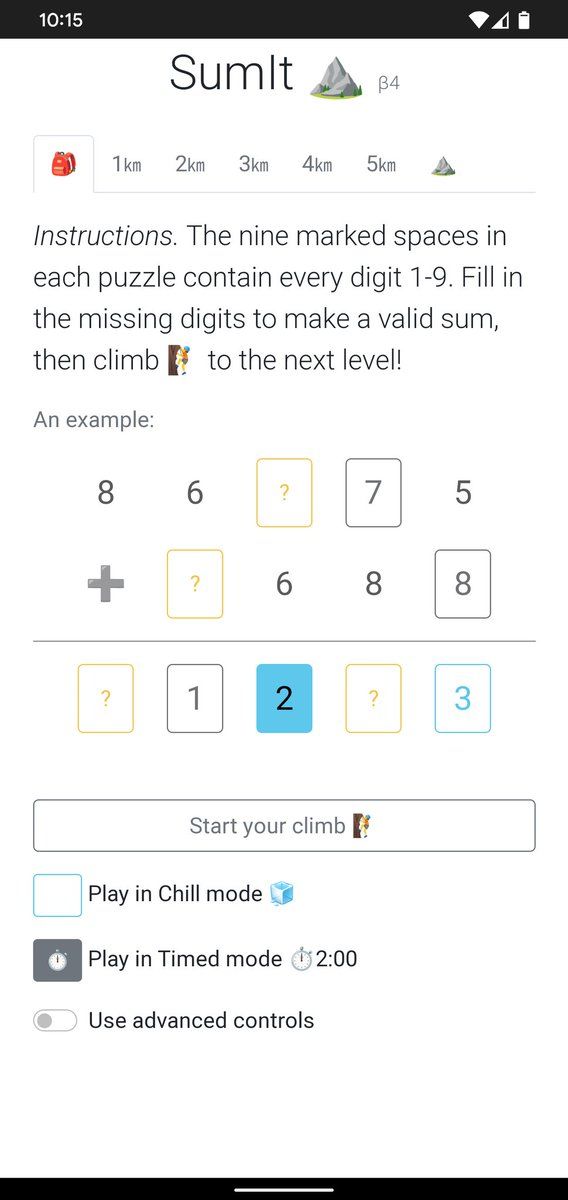 10:15
SumIt β4
1km 2km 3km 4km 5km
Instructions. The nine marked spaces in
each puzzle contain every digit 1-9. Fill in
the missing digits to make a valid sum,
then climb 🧗 to the next level!
An example:
8 6 ? 7 5
+ ? 6 8 8
? 1 2 ? 3
Start your climb 🧗
Play in Chill mode 🧊
Play in Timed mode ⏱️2:00
Use advanced controls